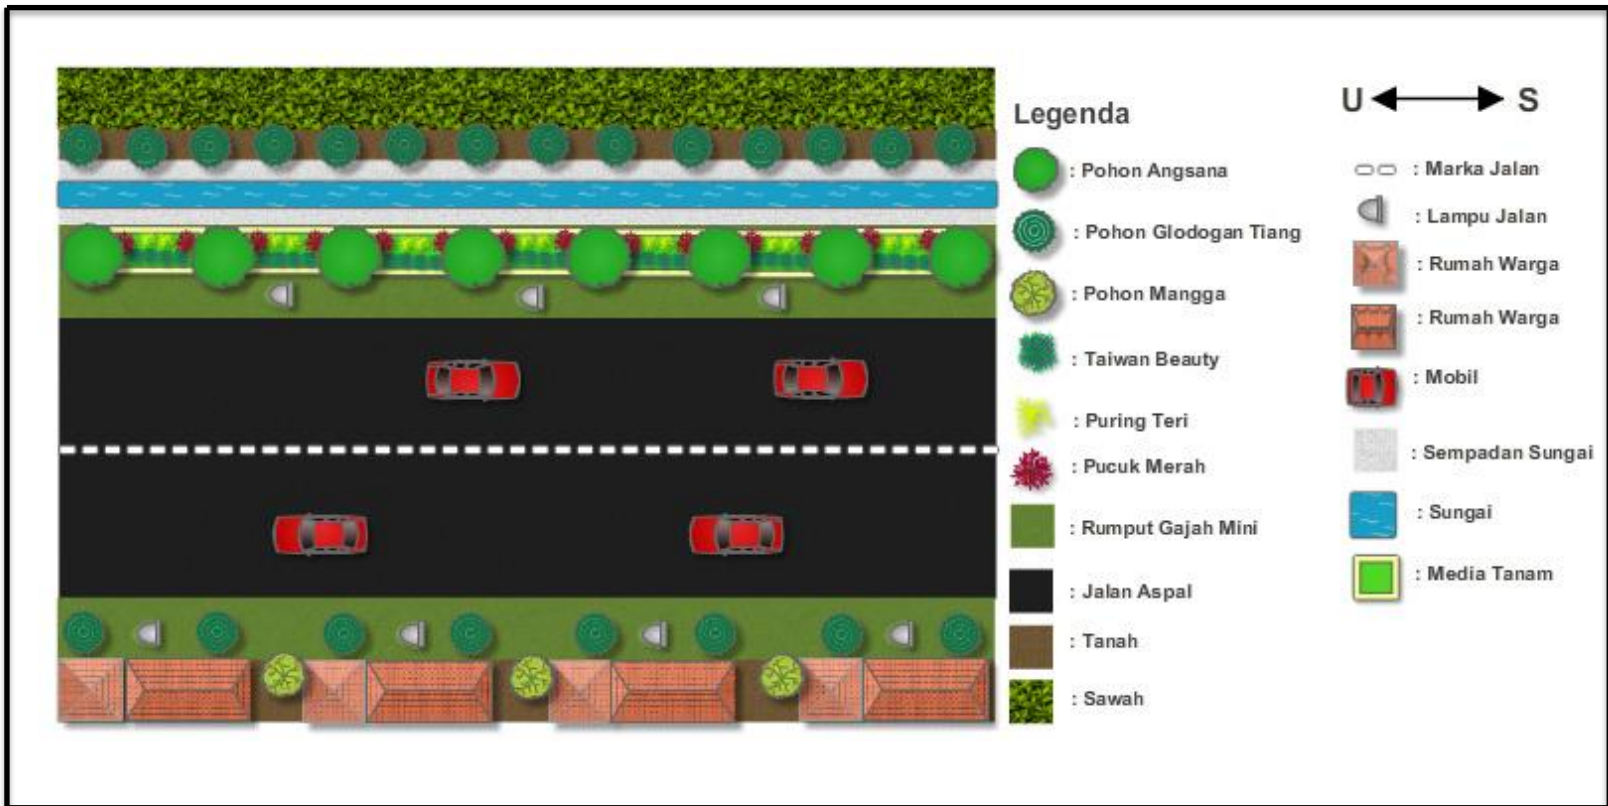 Legenda
: Pohon Angsana
: Pohon Glodogan Tiang
: Pohon Mangga
: Taiwan Beauty
: Puring Teri
: Pucuk Merah
: Rumput Gajah Mini
: Jalan Aspal
: Tanah
: Sawah
U S
: Marka Jalan
: Lampu Jalan
: Rumah Warga
: Rumah Warga
: Mobil
: Sempadan Sungai
: Sungai
: Media Tanam